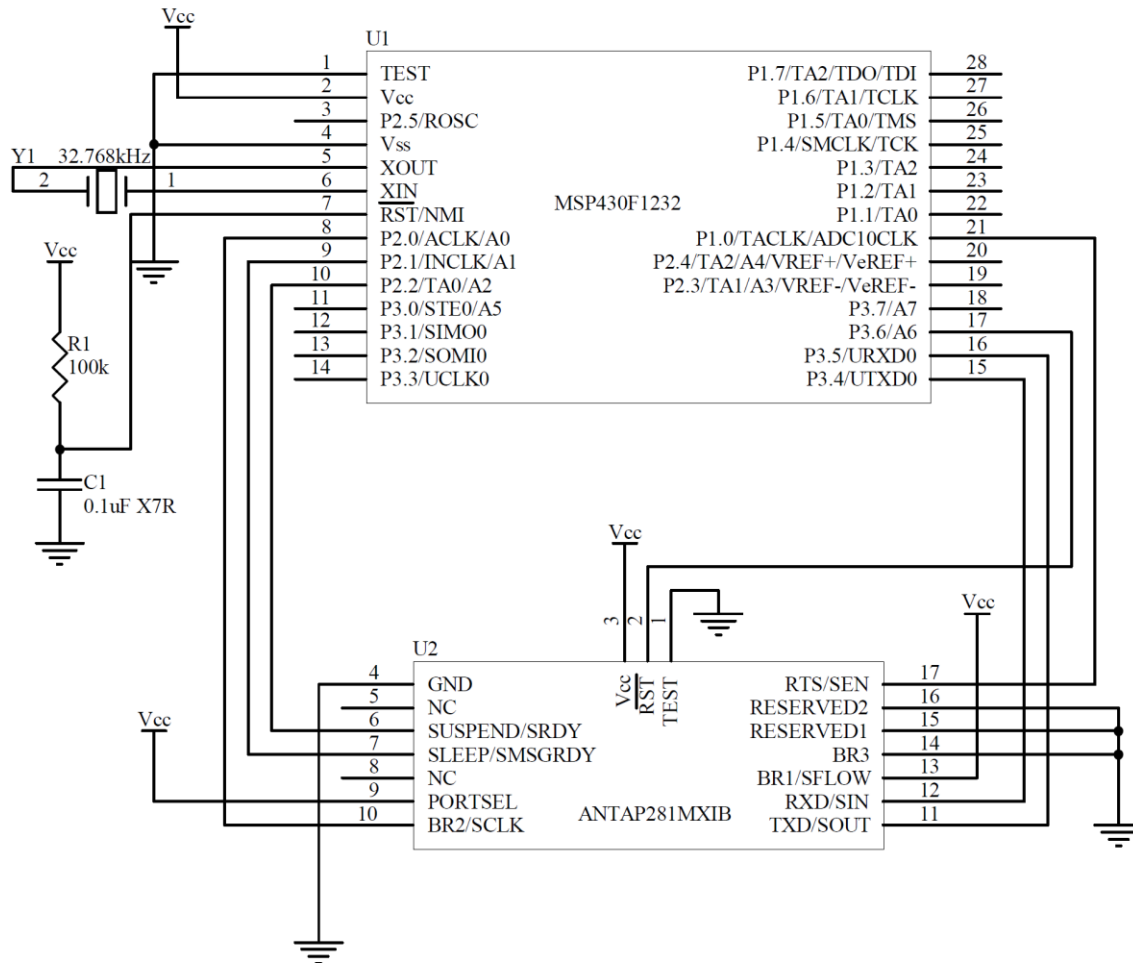 Vcc
U1
1 TEST
2 Vcc
3 P2.5/ROSC
4 Vss
5 XOUT
6 XIN
7 RST/NMI
8 P2.0/ACLK/A0
9 P2.1/INCLK/A1
10 P2.2/TA0/A2
11 P3.0/STE0/A5
12 P3.1/SIMO0
13 P3.2/SOMI0
14 P3.3/UCLK0
MSP430F1232
P1.7/TA2/TDO/TDI 28
P1.6/TA1/TCLK 27
P1.5/TA0/TMS 26
P1.4/SMCLK/TCK 25
P1.3/TA2 24
P1.2/TA1 23
P1.1/TA0 22
P1.0/TACLK/ADC10CLK 21
P2.4/TA2/A4/VREF+/VeREF+ 20
P2.3/TA1/A3/VREF-/VeREF- 19
P3.7/A7 18
P3.6/A6 17
P3.5/URXD0 16
P3.4/UTXD0 15
Y1 32.768kHz
2 1
Vcc
R1
100k
C1
0.1uF X7R
Vcc
3 Vcc
2 RST
1 TEST
Vcc
U2
4 GND
5 NC
6 SUSPEND/SRDY
7 SLEEP/SMSGRDY
8 NC
9 PORTSEL
10 BR2/SCLK
Vcc
ANTAP281MXIB
RTS/SEN 17
RESERVED2 16
RESERVED1 15
BR3 14
BR1/SFLOW 13
RXD/SIN 12
TXD/SOUT 11